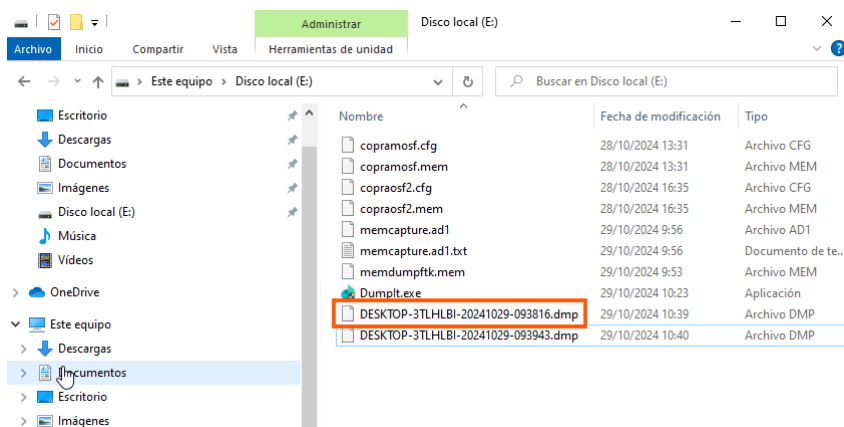 Administrar Disco local (E:)
Archivo Inicio Compartir Vista Herramientas de unidad
Este equipo Disco local (E:) Buscar en Disco local (E:)
Escritorio
Descargas
Documentos
Imágenes
Disco local (E:)
Música
Vídeos
OneDrive
Este equipo
Descargas
Documentos
Escritorio
Imágenes
Nombre Fecha de modificación Tipo
copramosf.cfg 28/10/2024 13:31 Archivo CFG
copramosf.mem 28/10/2024 13:31 Archivo MEM
copraosf2.cfg 28/10/2024 16:35 Archivo CFG
copraosf2.mem 28/10/2024 16:35 Archivo MEM
memcapture.ad1 29/10/2024 9:56 Archivo AD1
memcapture.ad1.txt 29/10/2024 9:56 Documento de te...
memdumpftk.mem 29/10/2024 9:53 Archivo MEM
DumpIt.exe 29/10/2024 10:23 Aplicación
DESKTOP-3TLHLBI-20241029-093816.dmp 29/10/2024 10:39 Archivo DMP
DESKTOP-3TLHLBI-20241029-093943.dmp 29/10/2024 10:40 Archivo DMP